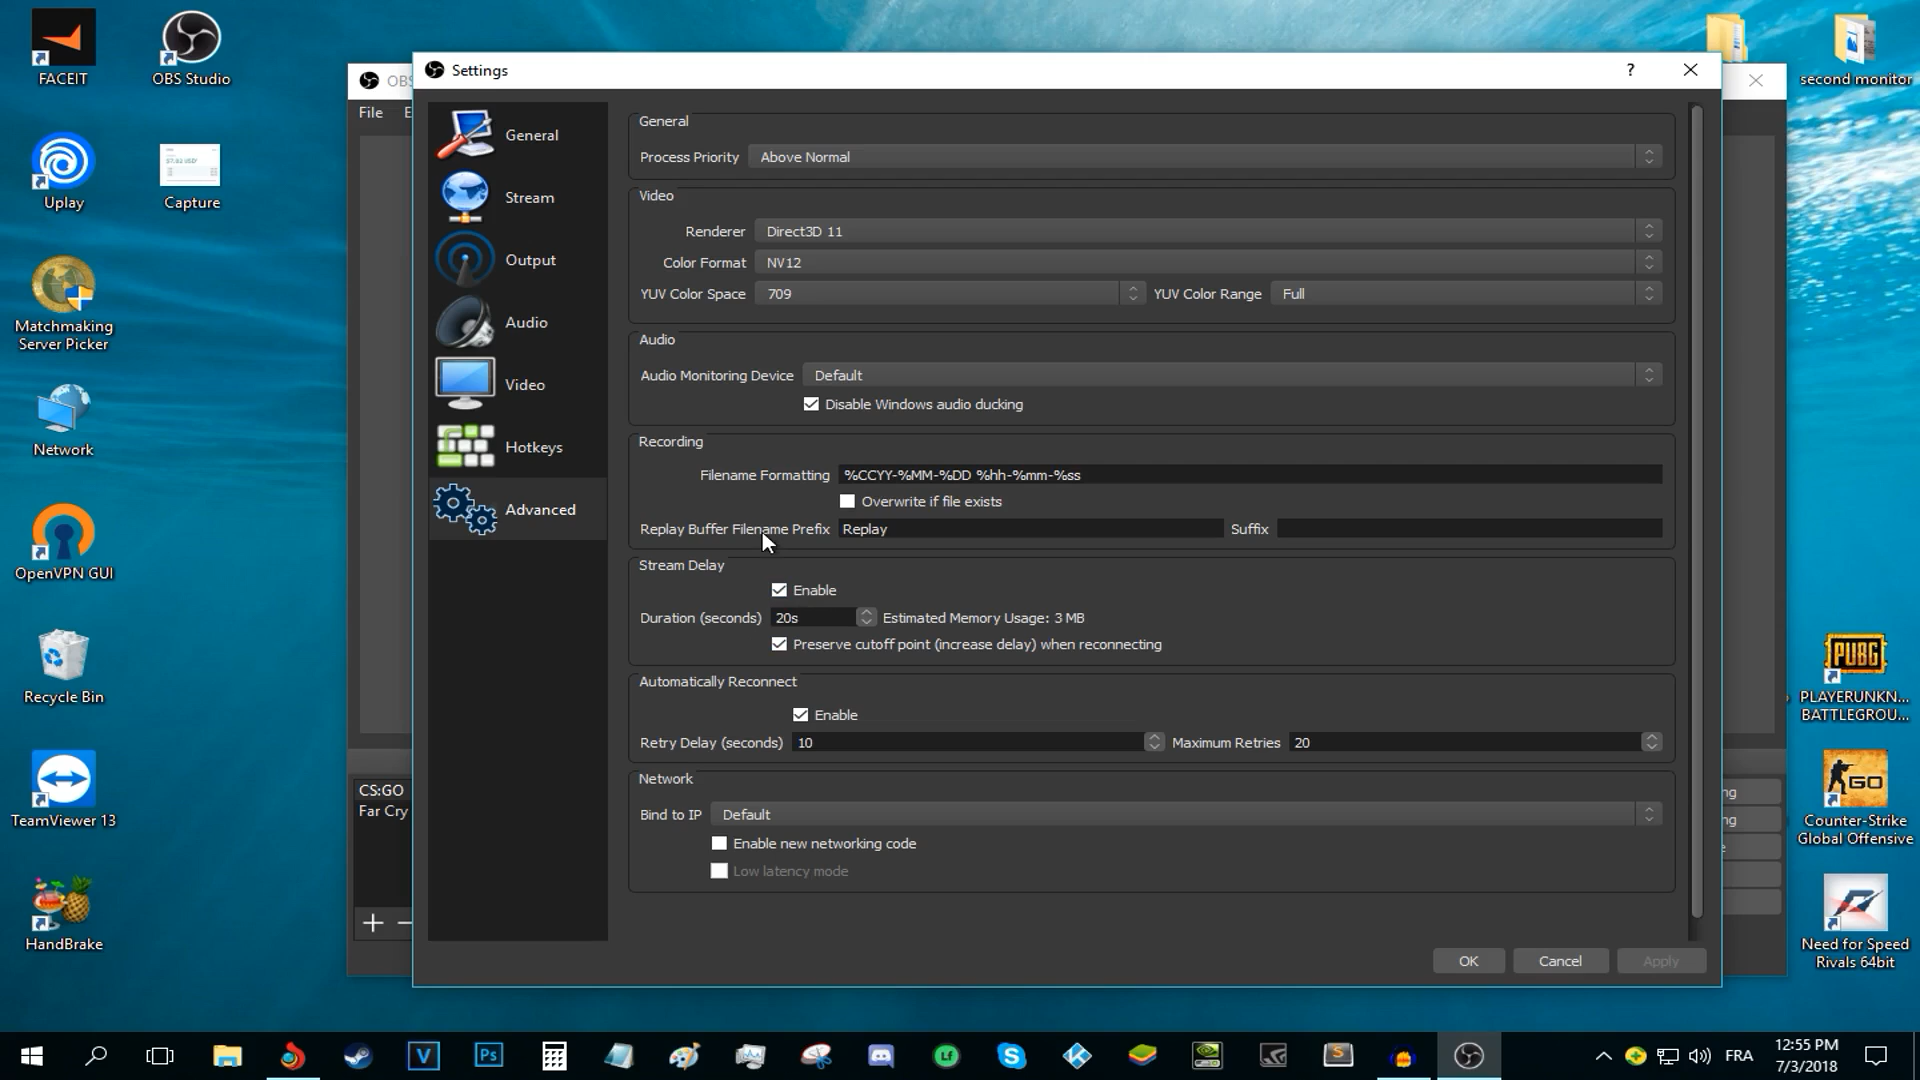 FACEIT
OBS Studio
Uplay
Capture
Matchmaking
Server Picker
Network
OpenVPN GUI
Recycle Bin
TeamViewer 13
HandBrake
second monitor
PLAYERUNKN...
BATTLEGROU...
PUBG
GO
Counter-Strike
Global Offensive
Need for Speed
Rivals 64bit
OBS
File
CS:GO
Far Cry
Settings
?
General
Stream
Output
Audio
Video
Hotkeys
Advanced
General
Process Priority Above Normal
Video
Renderer Direct3D 11
Color Format NV12
YUV Color Space 709 YUV Color Range Full
Audio
Audio Monitoring Device Default
Disable Windows audio ducking
Recording
Filename Formatting %CCYY-%MM-%DD %hh-%mm-%ss
Overwrite if file exists
Replay Buffer Filename Prefix Replay Suffix
Stream Delay
Enable
Duration (seconds) 20s Estimated Memory Usage: 3 MB
Preserve cutoff point (increase delay) when reconnecting
Automatically Reconnect
Enable
Retry Delay (seconds) 10 Maximum Retries 20
Network
Bind to IP Default
Enable new networking code
Low latency mode
OK Cancel Apply
V
Ps
Lf
S
FRA
12:55 PM
7/3/2018